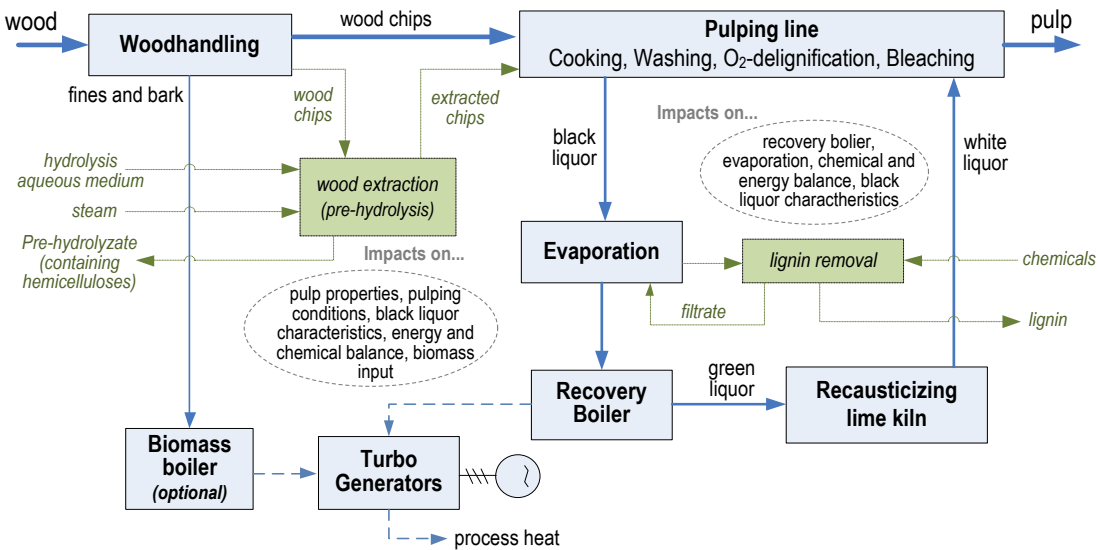 wood
Woodhandling
wood chips
Pulping line
Cooking, Washing, O₂-delignification, Bleaching
pulp
fines and bark
wood
chips
extracted
chips
Impacts on...
black
liquor
recovery bolier,
evaporation, chemical and
energy balance, black
liquor charactheristics
white
liquor
hydrolysis
aqueous medium
steam
wood extraction
(pre-hydrolysis)
Pre-hydrolyzate
(containing
hemicelluloses)
Impacts on...
pulp properties, pulping
conditions, black liquor
characteristics, energy and
chemical balance, biomass
input
Evaporation
lignin removal
chemicals
filtrate
lignin
Recovery
Boiler
green
liquor
Recausticizing
lime kiln
Biomass
boiler
(optional)
Turbo
Generators
~
process heat